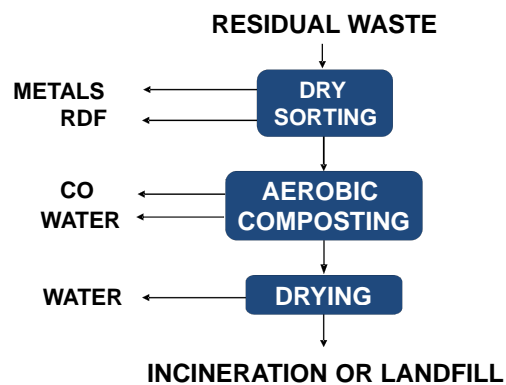 RESIDUAL WASTE
METALS
RDF
DRY
SORTING
CO
WATER
AEROBIC
COMPOSTING
WATER
DRYING
INCINERATION OR LANDFILL